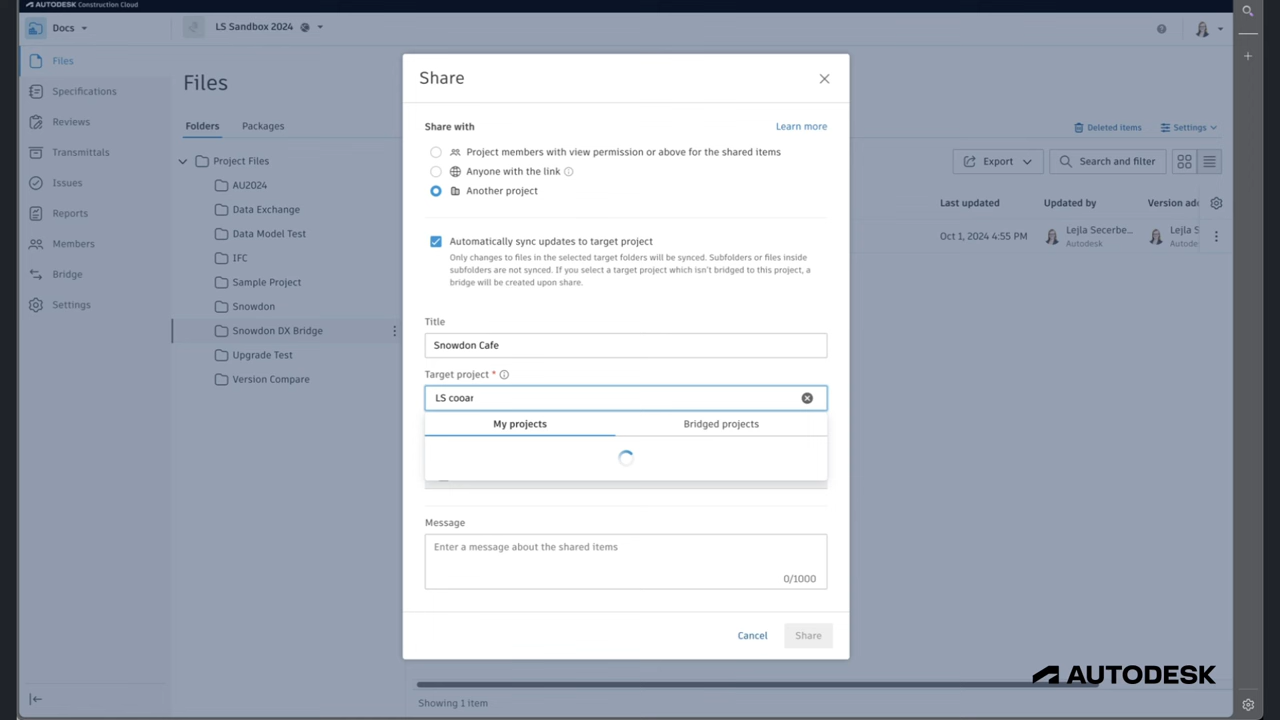 AUTODESK Construction Cloud
Docs
LS Sandbox 2024
Files
Specifications
Reviews
Transmittals
Issues
Reports
Members
Bridge
Settings
Files
Folders
Packages
Deleted items
Settings
Project Files
AU2024
Data Exchange
Data Model Test
IFC
Sample Project
Snowdon
Snowdon DX Bridge
Upgrade Test
Version Compare
Export
Search and filter
Last updated
Updated by
Version ad
Oct 1, 2024 4:55 PM
Lejla Secerbe...
Autodesk
Lejla S
Autode
Showing 1 item
Share
Share with
Learn more
Project members with view permission or above for the shared items
Anyone with the link
Another project
Automatically sync updates to target project
Only changes to files in the selected target folders will be synced. Subfolders or files inside
subfolders are not synced. If you select a target project which isn't bridged to this project, a
bridge will be created upon share.
Title
Snowdon Cafe
Target project *
LS cooar
My projects
Bridged projects
Message
Enter a message about the shared items
0/1000
Cancel
Share
AUTODESK